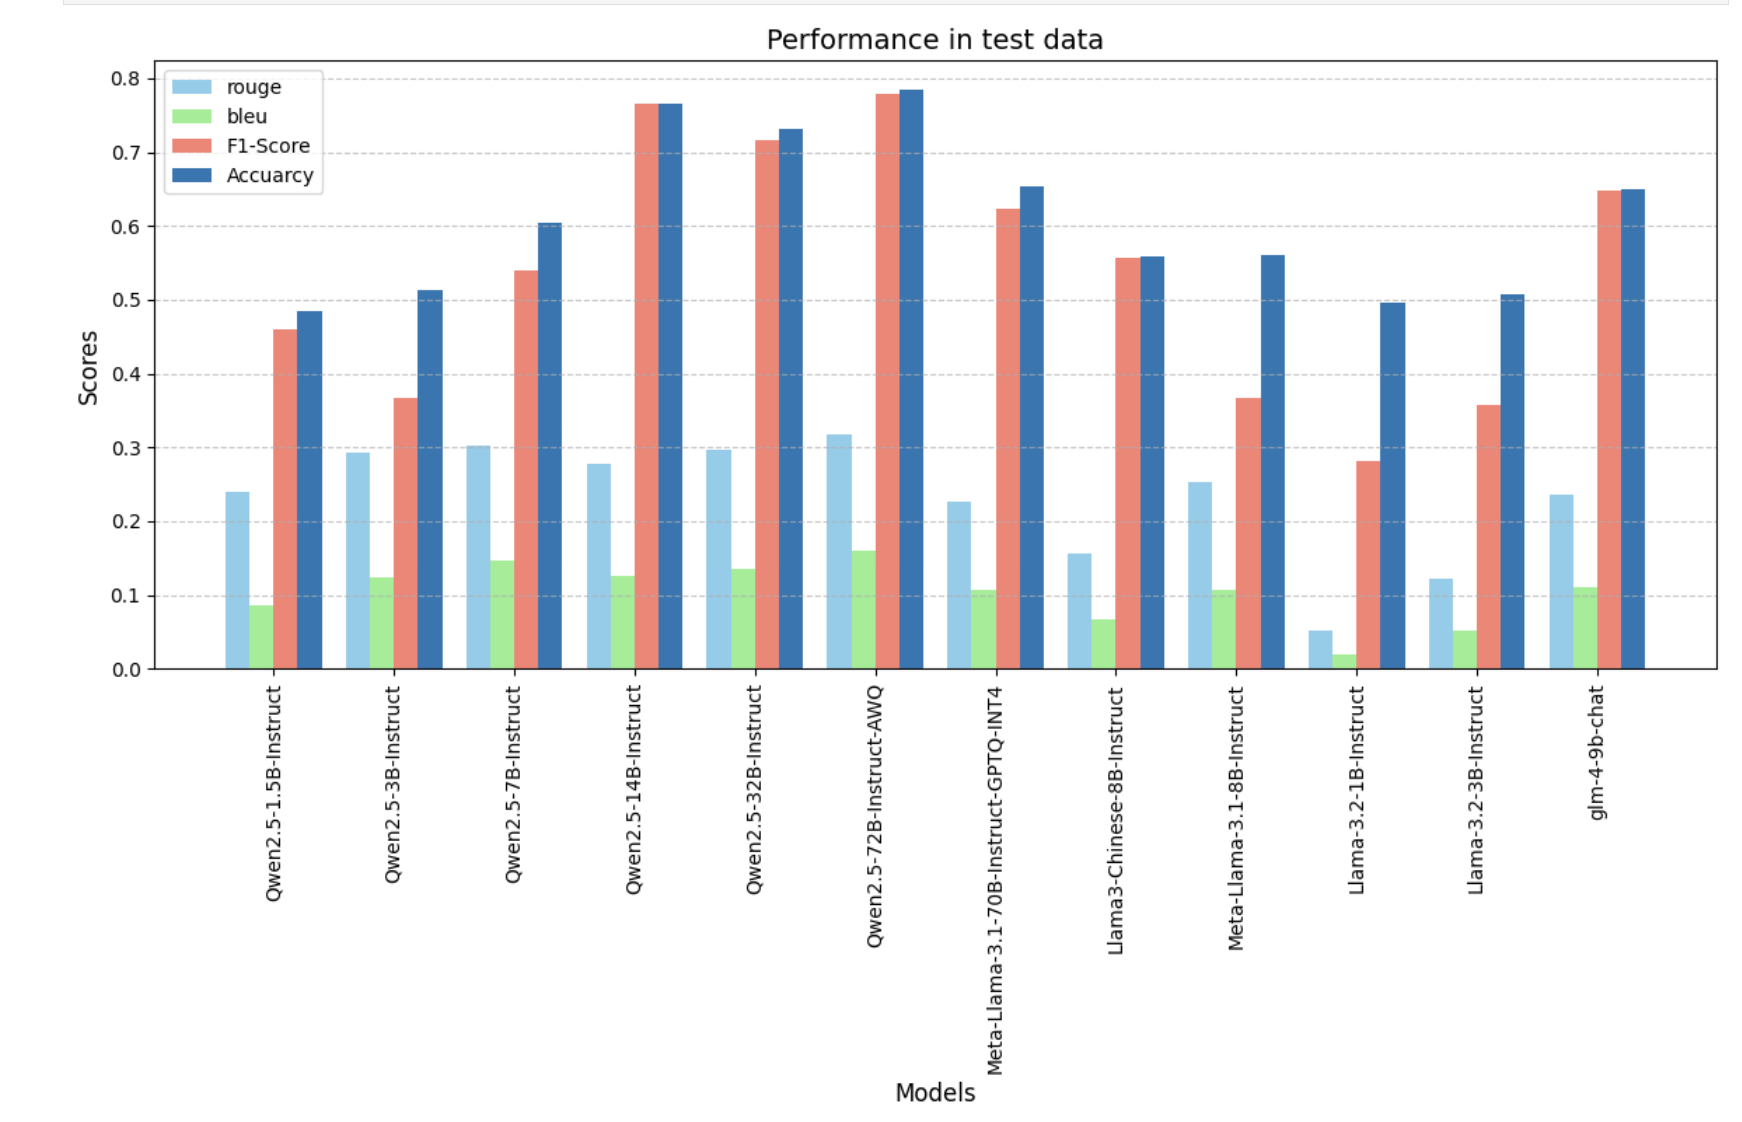 Performance in test data
rouge
bleu
F1-Score
Accuarcy
0.8
0.7
0.6
0.5
0.4
0.3
0.2
0.1
0.0
Scores
Qwen2.5-1.5B-Instruct
Qwen2.5-3B-Instruct
Qwen2.5-7B-Instruct
Qwen2.5-14B-Instruct
Qwen2.5-32B-Instruct
Qwen2.5-72B-Instruct-AWQ
Meta-Llama-3.1-70B-Instruct-GPTQ-INT4
Llama3-Chinese-8B-Instruct
Meta-Llama-3.1-8B-Instruct
Llama-3.2-1B-Instruct
Llama-3.2-3B-Instruct
glm-4-9b-chat
Models